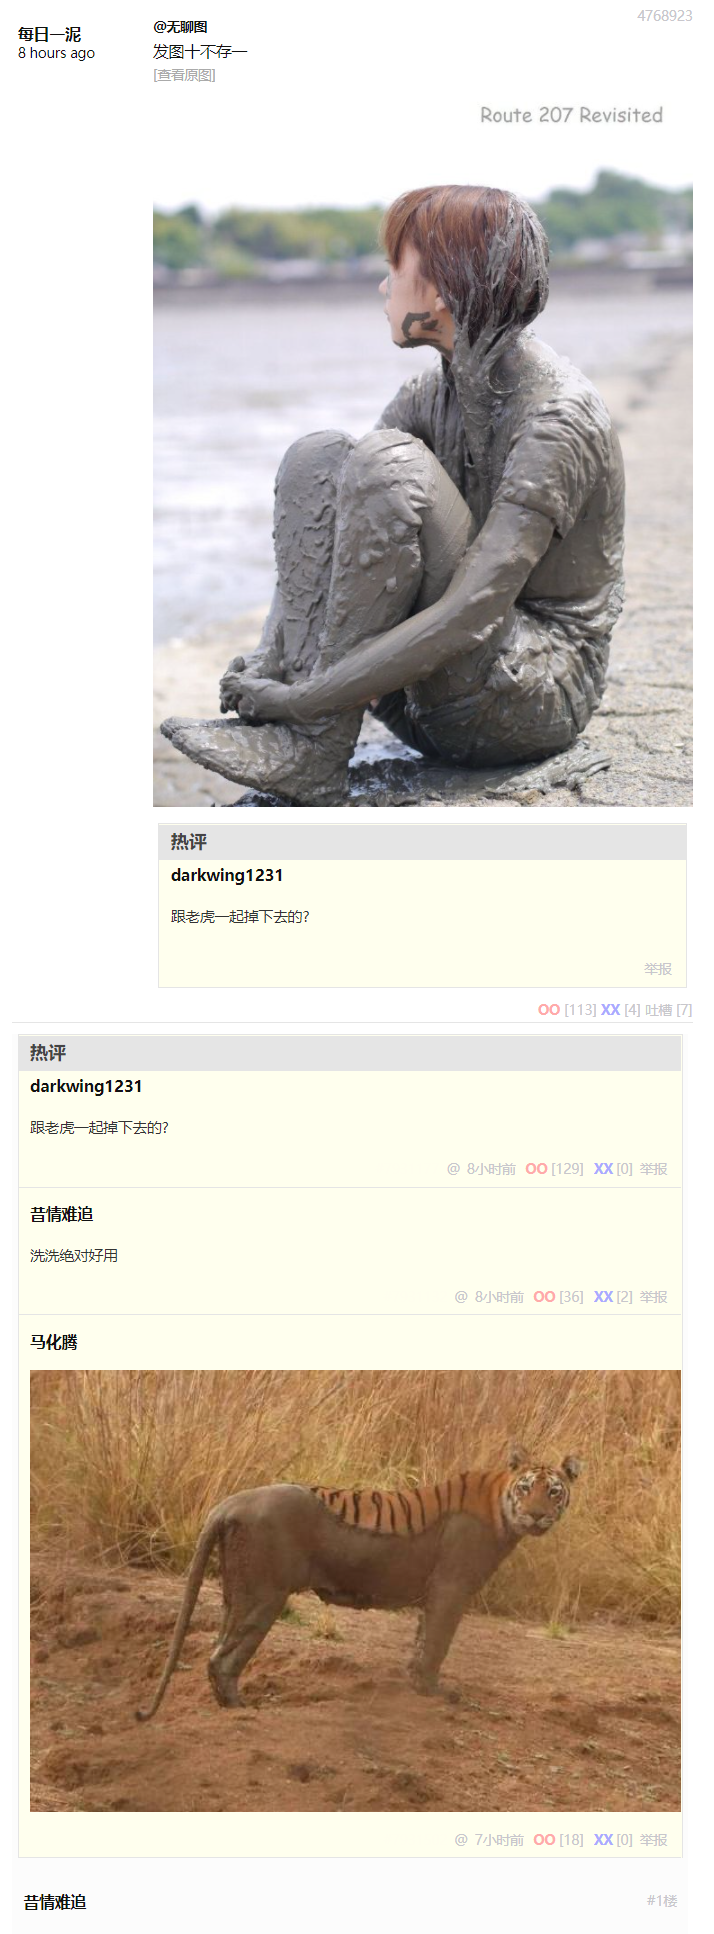 4768923
每日一泥
8 hours ago
@无聊图
发图十不存一
[查看原图]
Route 207 Revisited
热评
darkwing1231
跟老虎一起掉下去的?
举报
OO [113] XX [4] 吐槽 [7]
热评
darkwing1231
跟老虎一起掉下去的?
@ 8小时前 OO [129] XX [0] 举报
昔情难追
洗洗绝对好用
@ 8小时前 OO [36] XX [2] 举报
马化腾
@ 7小时前 OO [18] XX [0] 举报
昔情难追
#1楼